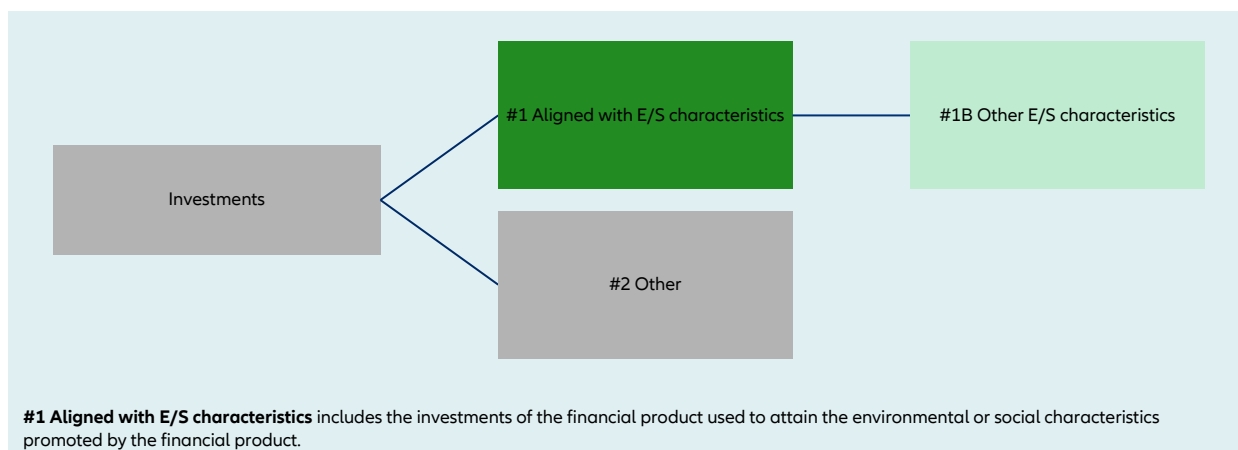 #1 Aligned with E/S characteristics
#1B Other E/S characteristics
Investments
#2 Other
#1 Aligned with E/S characteristics includes the investments of the financial product used to attain the environmental or social characteristics
promoted by the financial product.